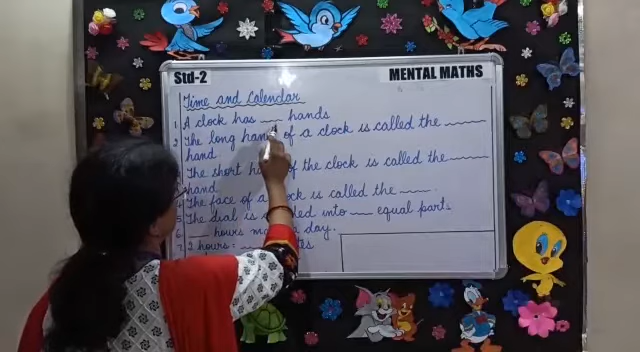 Std-2
MENTAL MATHS
Time and Calendar
1. A clock has ___ hands
2. The long hand of a clock is called the ___
hand
The short of the clock is called the ___
hand
4. The face of a clock is called the ___.
5. The dial is divided into ___ equal parts.
6. ___ hours a day.
7. 2 hours = ___